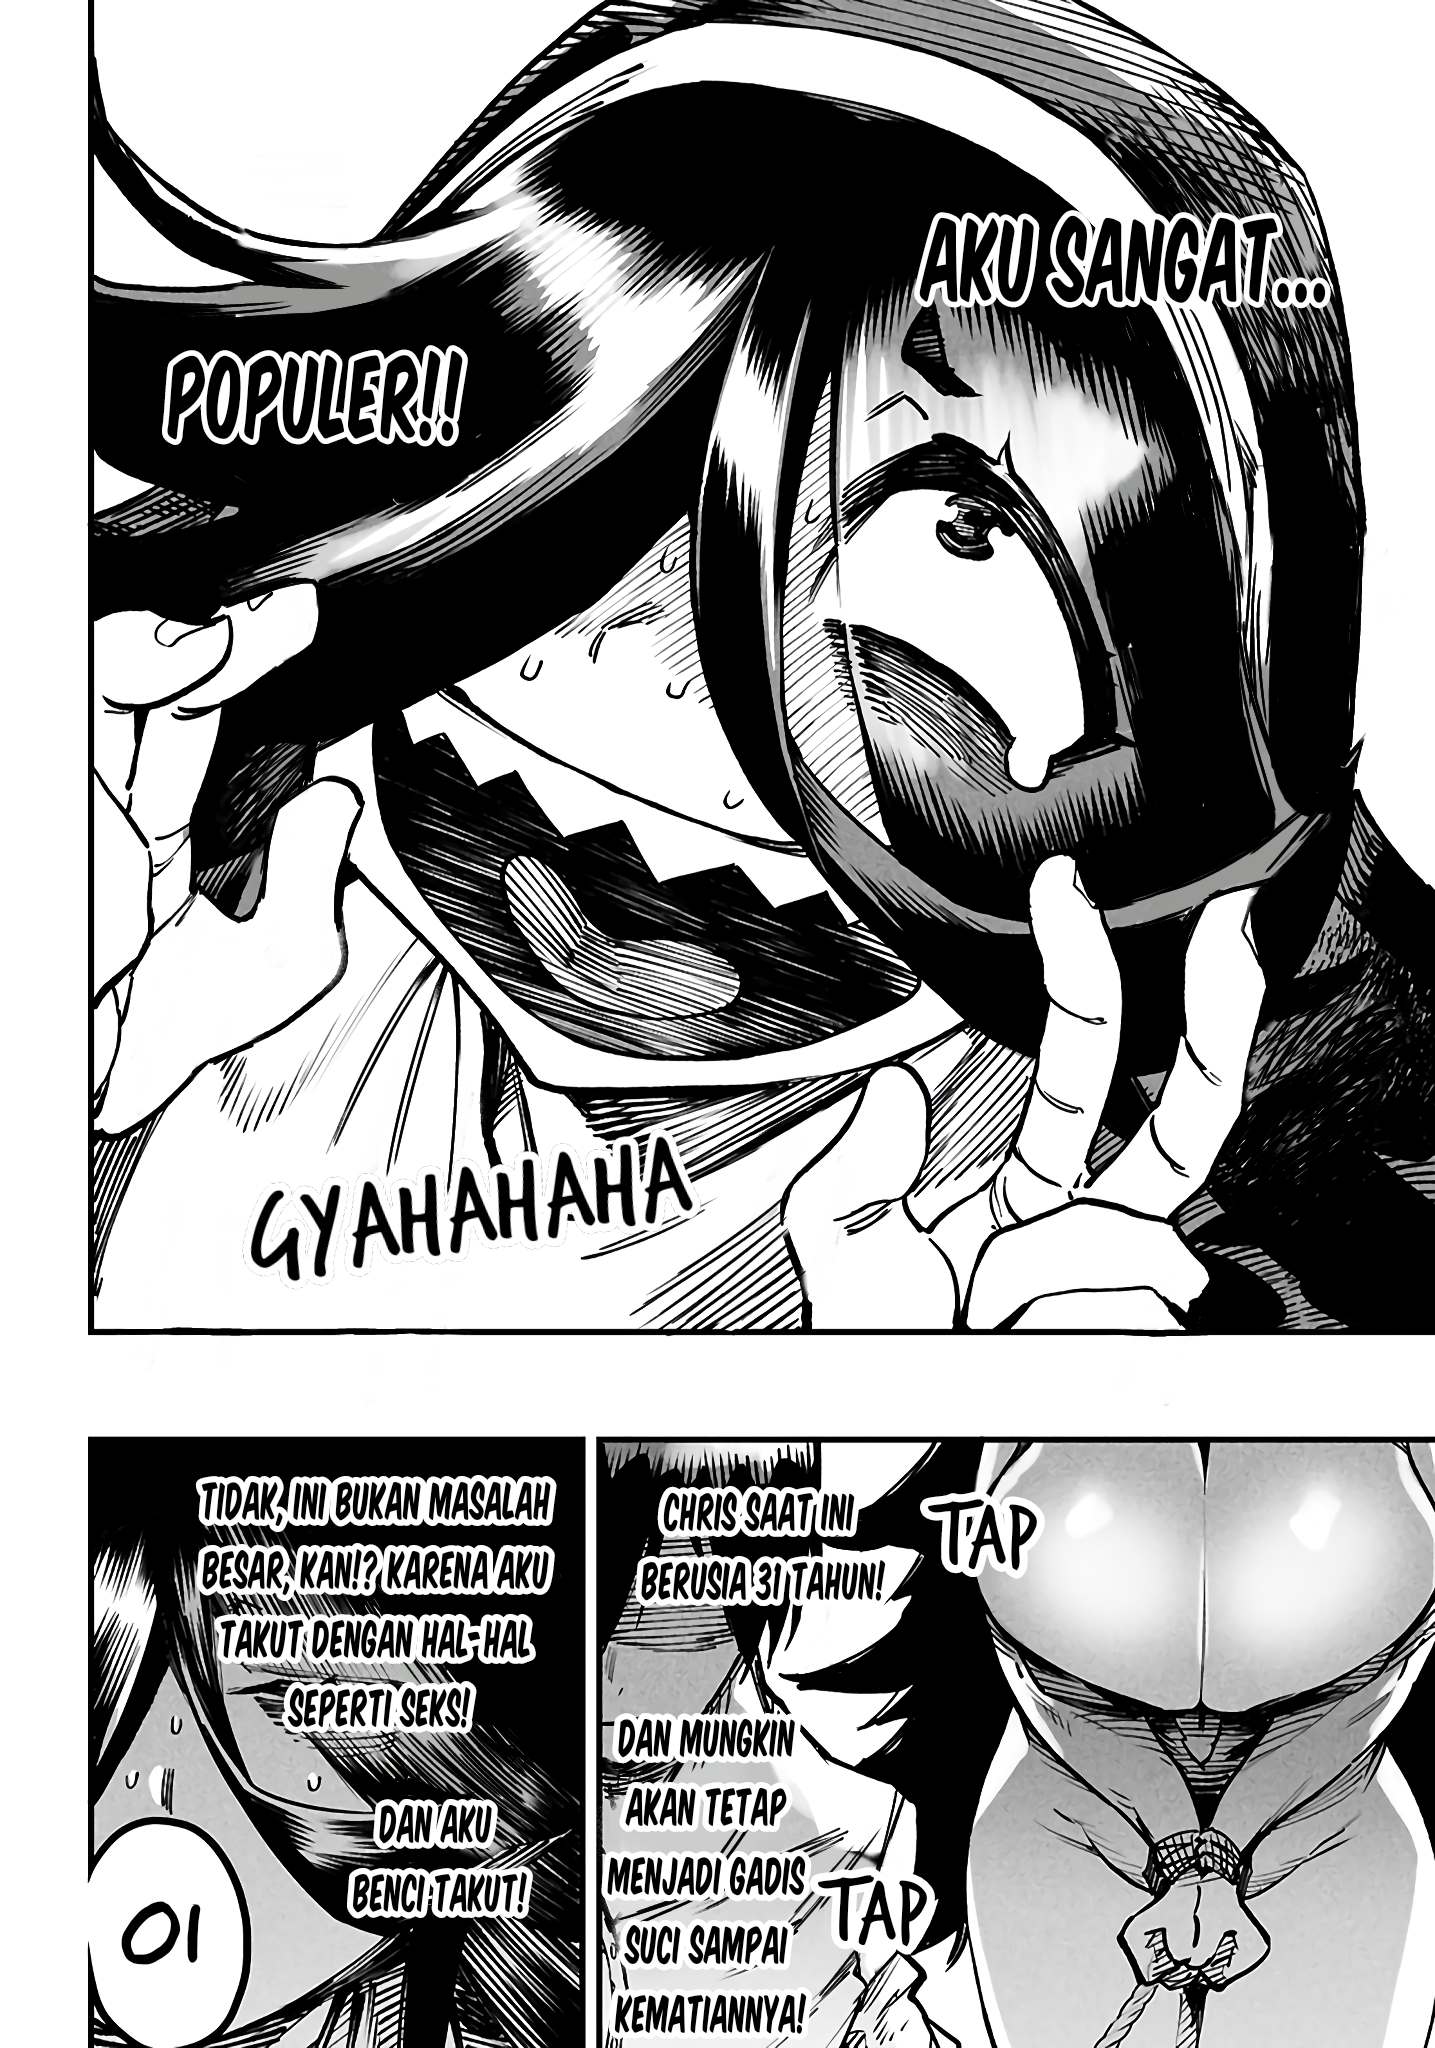 AKU SANGAT...
POPULER!!
GYAHAHAHA
CHRIS SAAT INI
BERUSIA 31 TAHUN!
TAP
DAN MUNGKIN
AKAN TETAP
MENJADI GADIS
SUCI SAMPAI
KEMATIANNYA!
TAP
TIDAK, INI BUKAN MASALAH
BESAR, KAN!? KARENA AKU
TAKUT DENGAN HAL-HAL
SEPERTI SEKS!
DAN AKU
BENCI TAKUT!
OI